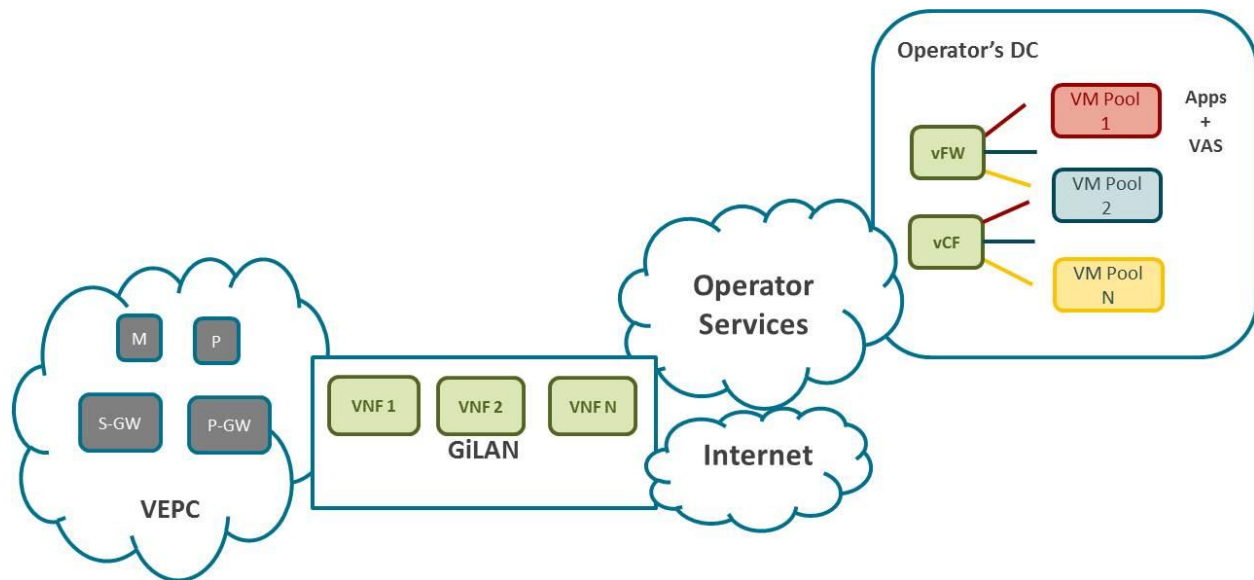 Operator's DC
VM Pool
1
Apps
+
VAS
vFW
VM Pool
2
vCF
VM Pool
N
Operator
Services
M
P
S-GW
P-GW
VEPC
VNF 1
VNF 2
VNF N
GiLAN
Internet